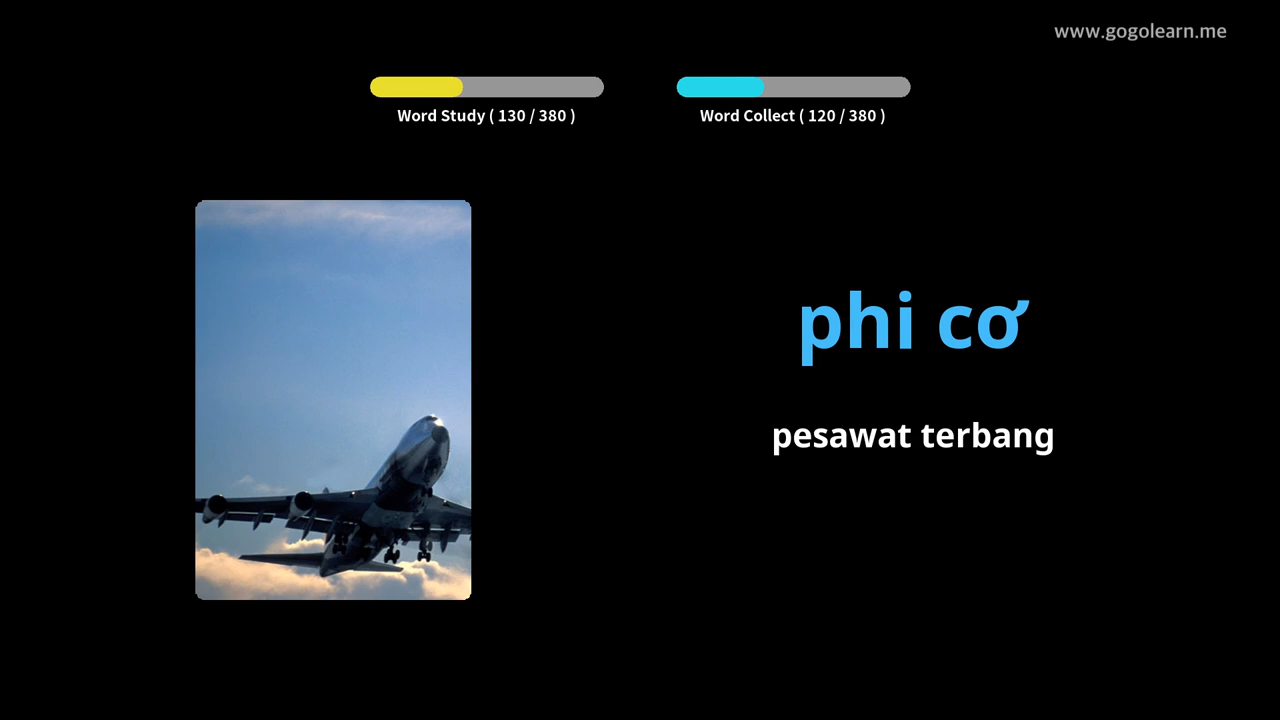 www.gogolearn.me
Word Study ( 130 / 380 )
Word Collect ( 120 / 380 )
phi cơ
pesawat terbang